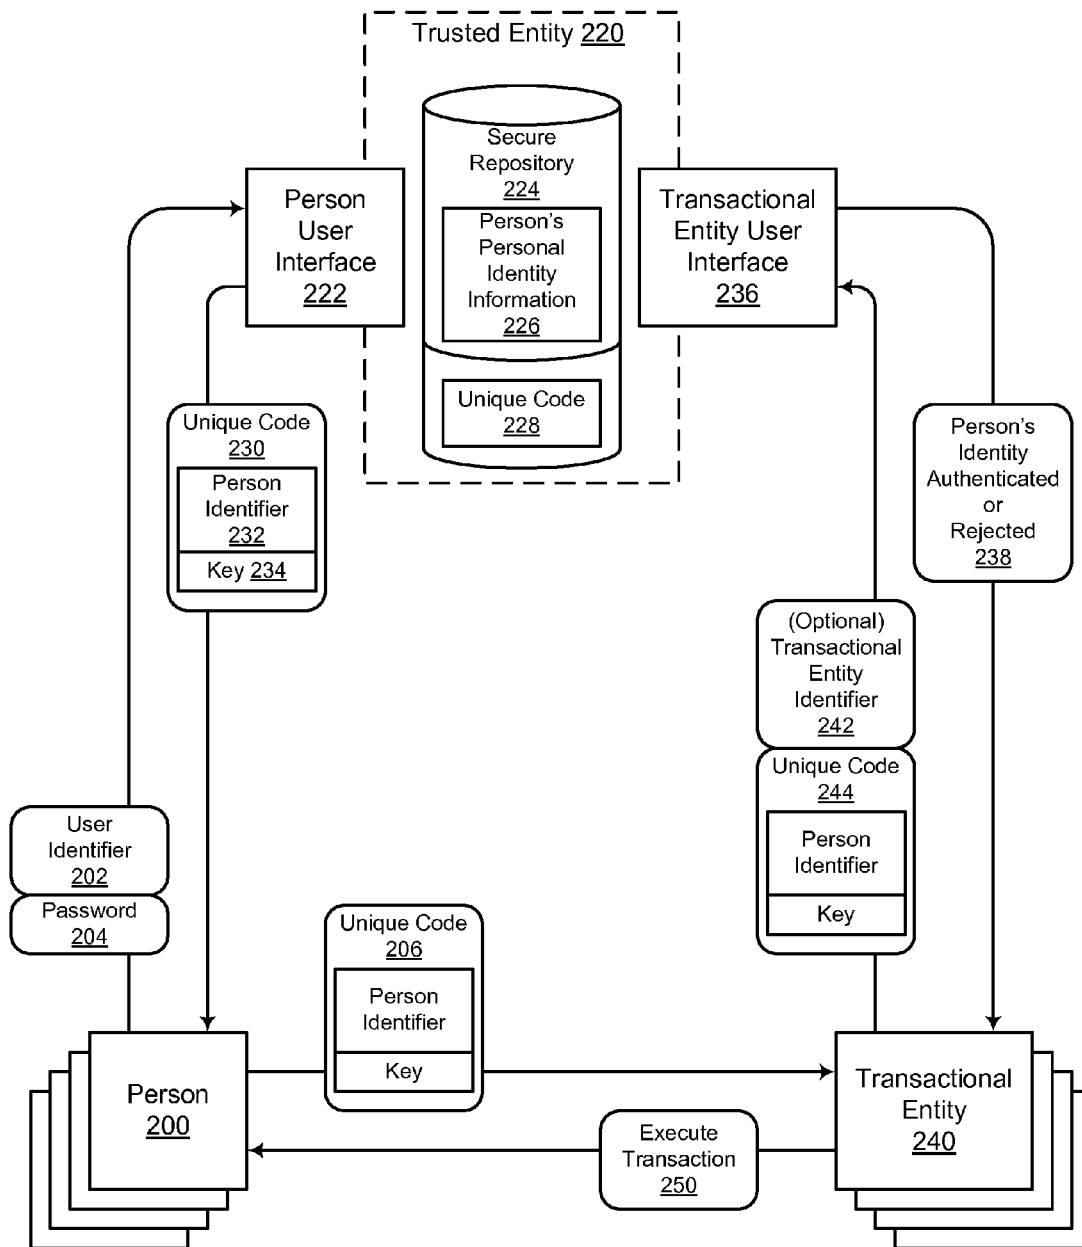 Trusted Entity 220
Secure
Repository
224
Person's
Personal
Identity
Information
226
Unique Code
228
Person
User
Interface
222
Transactional
Entity User
Interface
236
Unique Code
230
Person
Identifier
232
Key 234
Person's
Identity
Authenticated
or
Rejected
238
(Optional)
Transactional
Entity
Identifier
242
Unique Code
244
Person
Identifier
Key
User
Identifier
202
Password
204
Unique Code
206
Person
Identifier
Key
Person
200
Transactional
Entity
240
Execute
Transaction
250